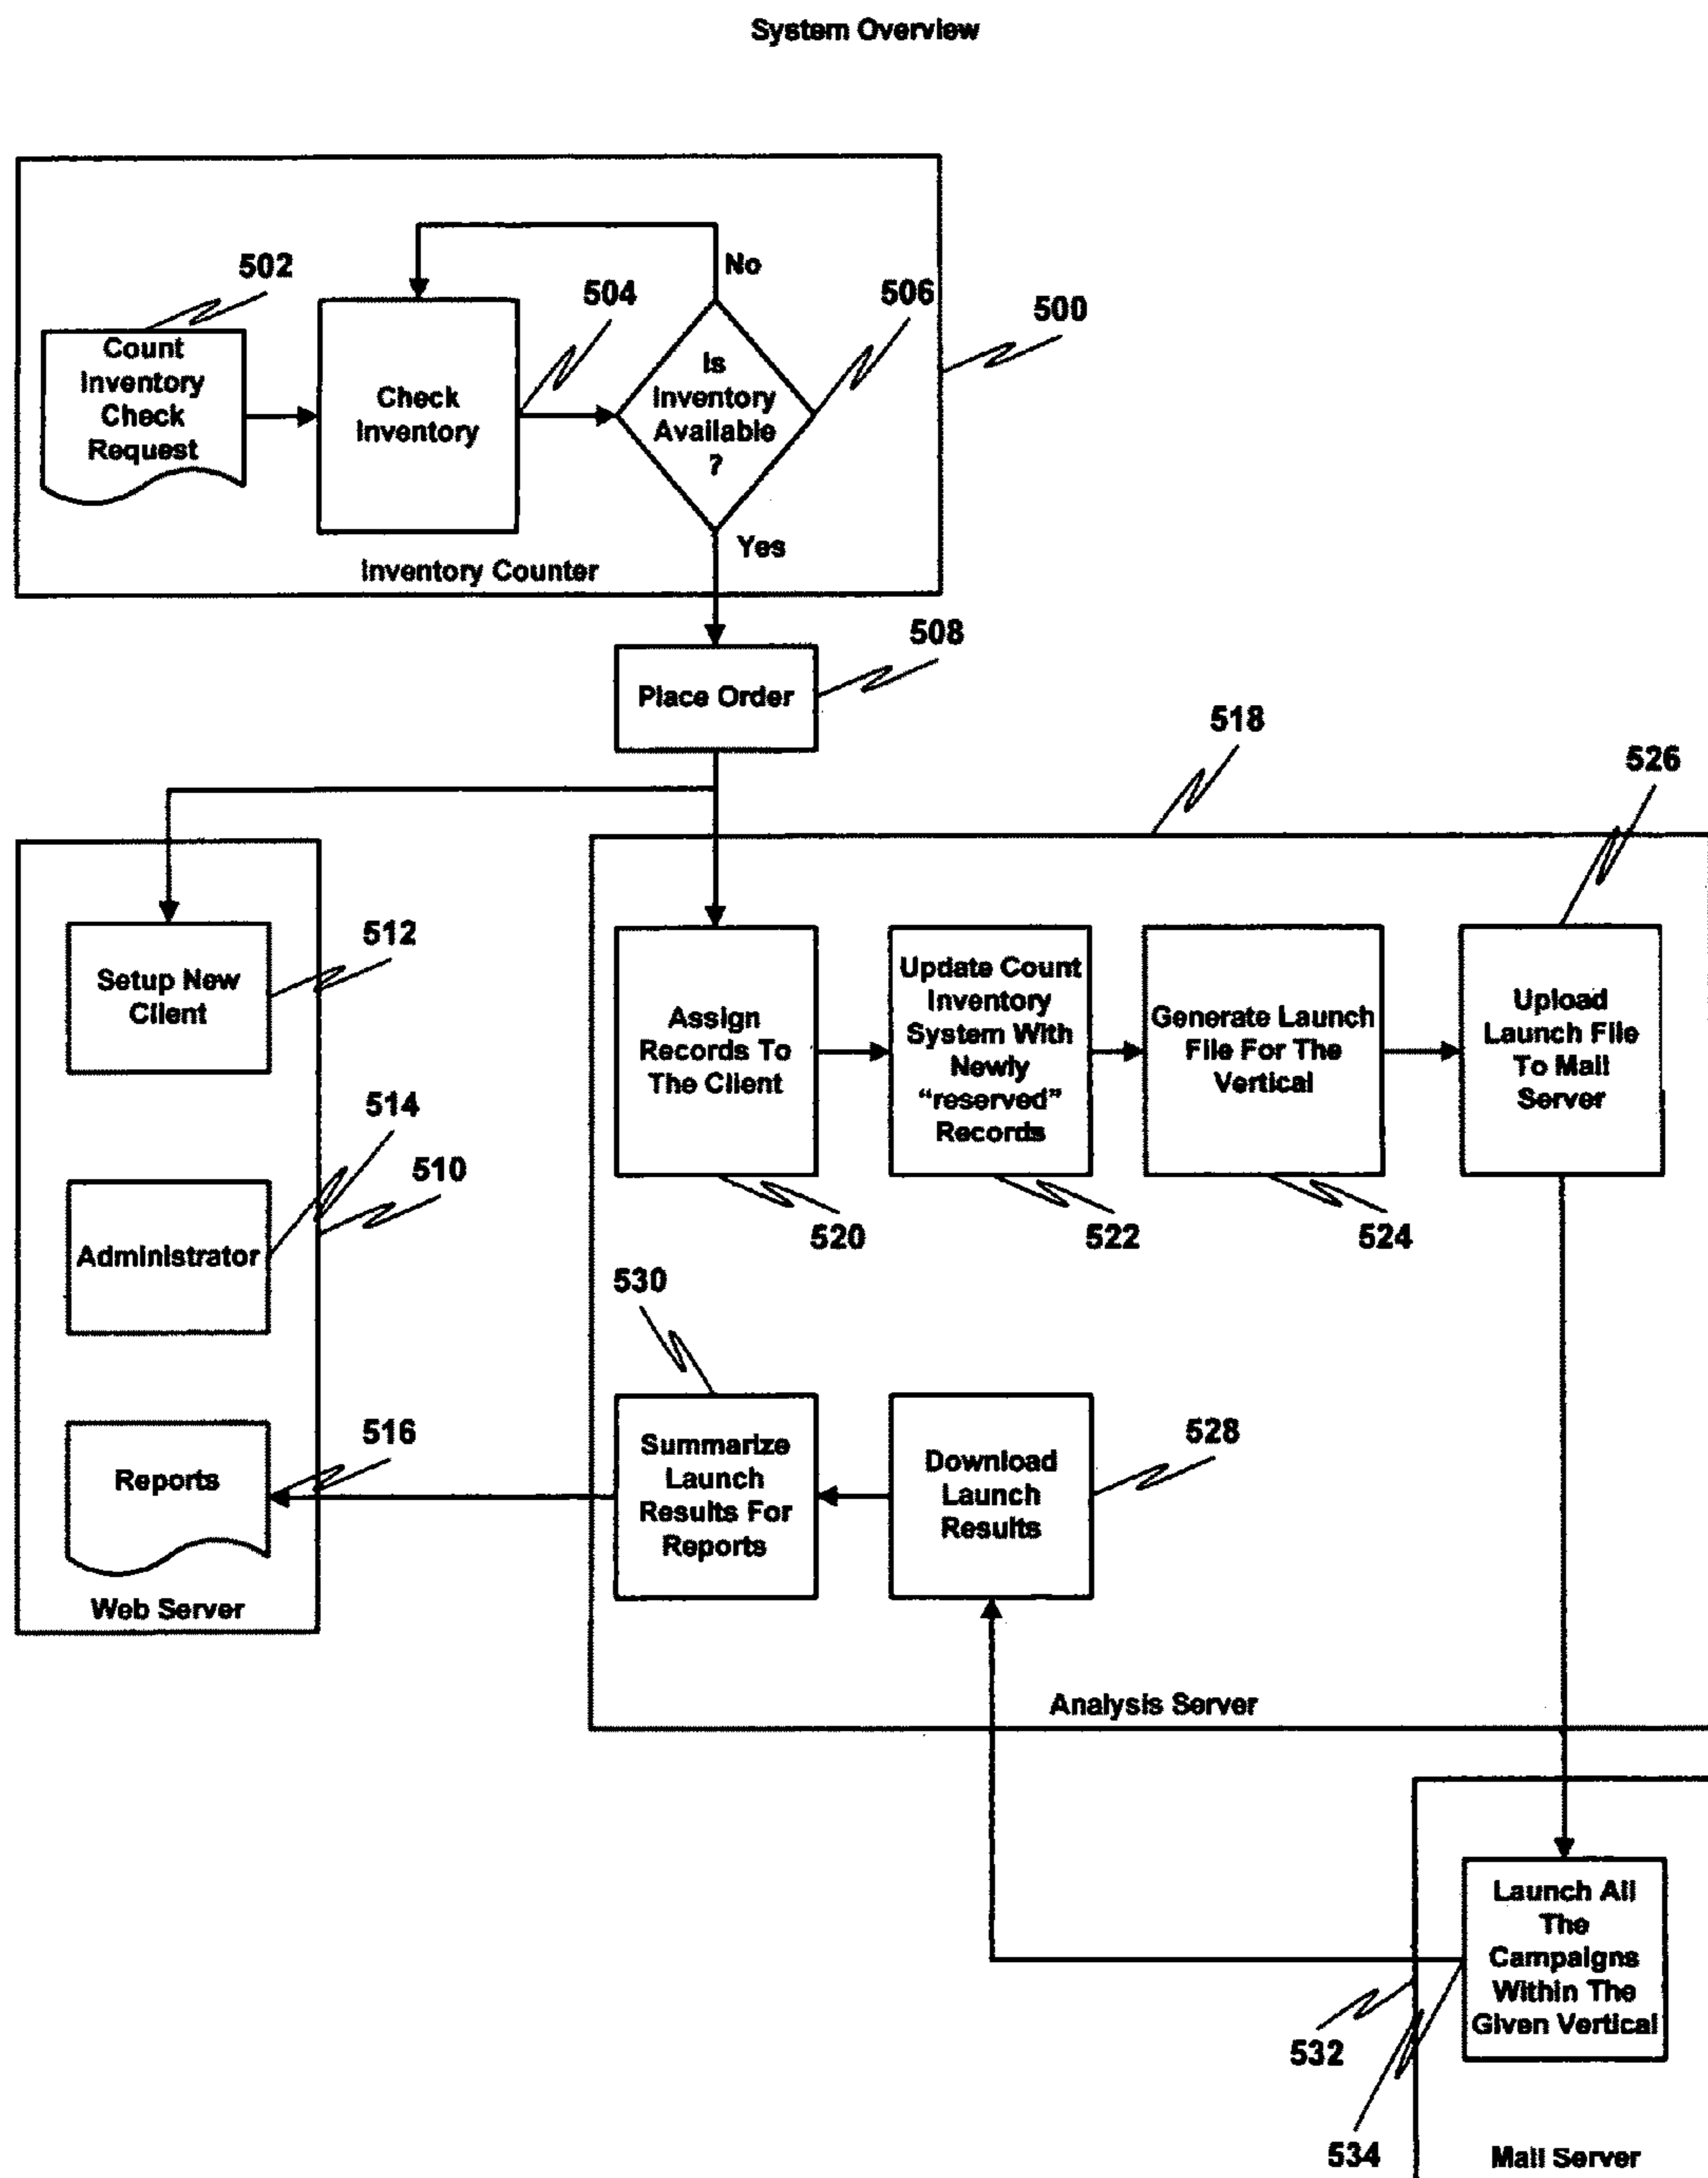 System Overview
502
No
504
506
500
Count
Inventory
Check
Request
Check
Inventory
Is
Inventory
Available
?
Yes
Inventory Counter
508
Place Order
518
526
512
Setup New
Client
Assign
Records To
The Client
Update Count
Inventory
System With
Newly
“reserved”
Records
Generate Launch
File For The
Vertical
Upload
Launch File
To Mail
Server
514
510
Administrator
520
522
524
530
516
Reports
Summarize
Launch
Results For
Reports
Download
Launch
Results
528
Web Server
Analysis Server
Launch All
The
Campaigns
Within The
Given Vertical
532
534
Mail Server